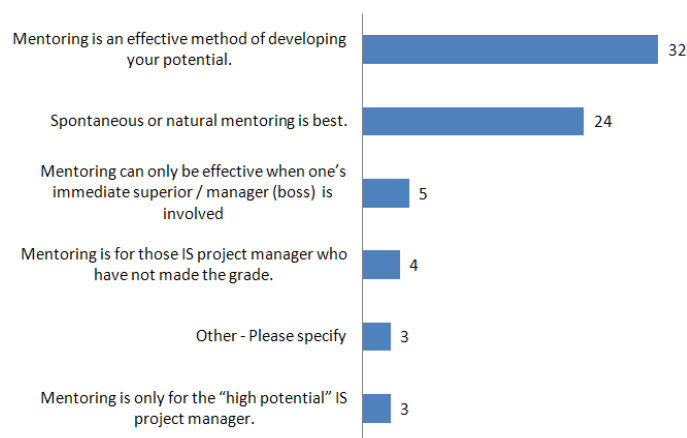 Mentoring is an effective method of developing
your potential.
32
Spontaneous or natural mentoring is best.
24
Mentoring can only be effective when one’s
immediate superior / manager (boss) is
involved
5
Mentoring is for those IS project manager who
have not made the grade.
4
Other - Please specify
3
Mentoring is only for the “high potential” IS
project manager.
3